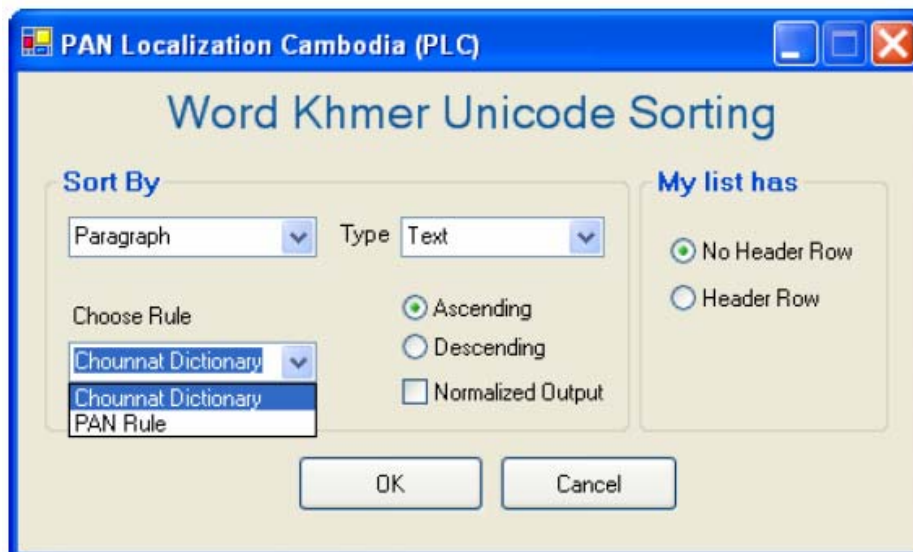 PAN Localization Cambodia (PLC)
Word Khmer Unicode Sorting
Sort By
Paragraph
Type
Text
Choose Rule
Chounnat Dictionary
Chounnat Dictionary
PAN Rule
Ascending
Descending
Normalized Output
My list has
No Header Row
Header Row
OK
Cancel